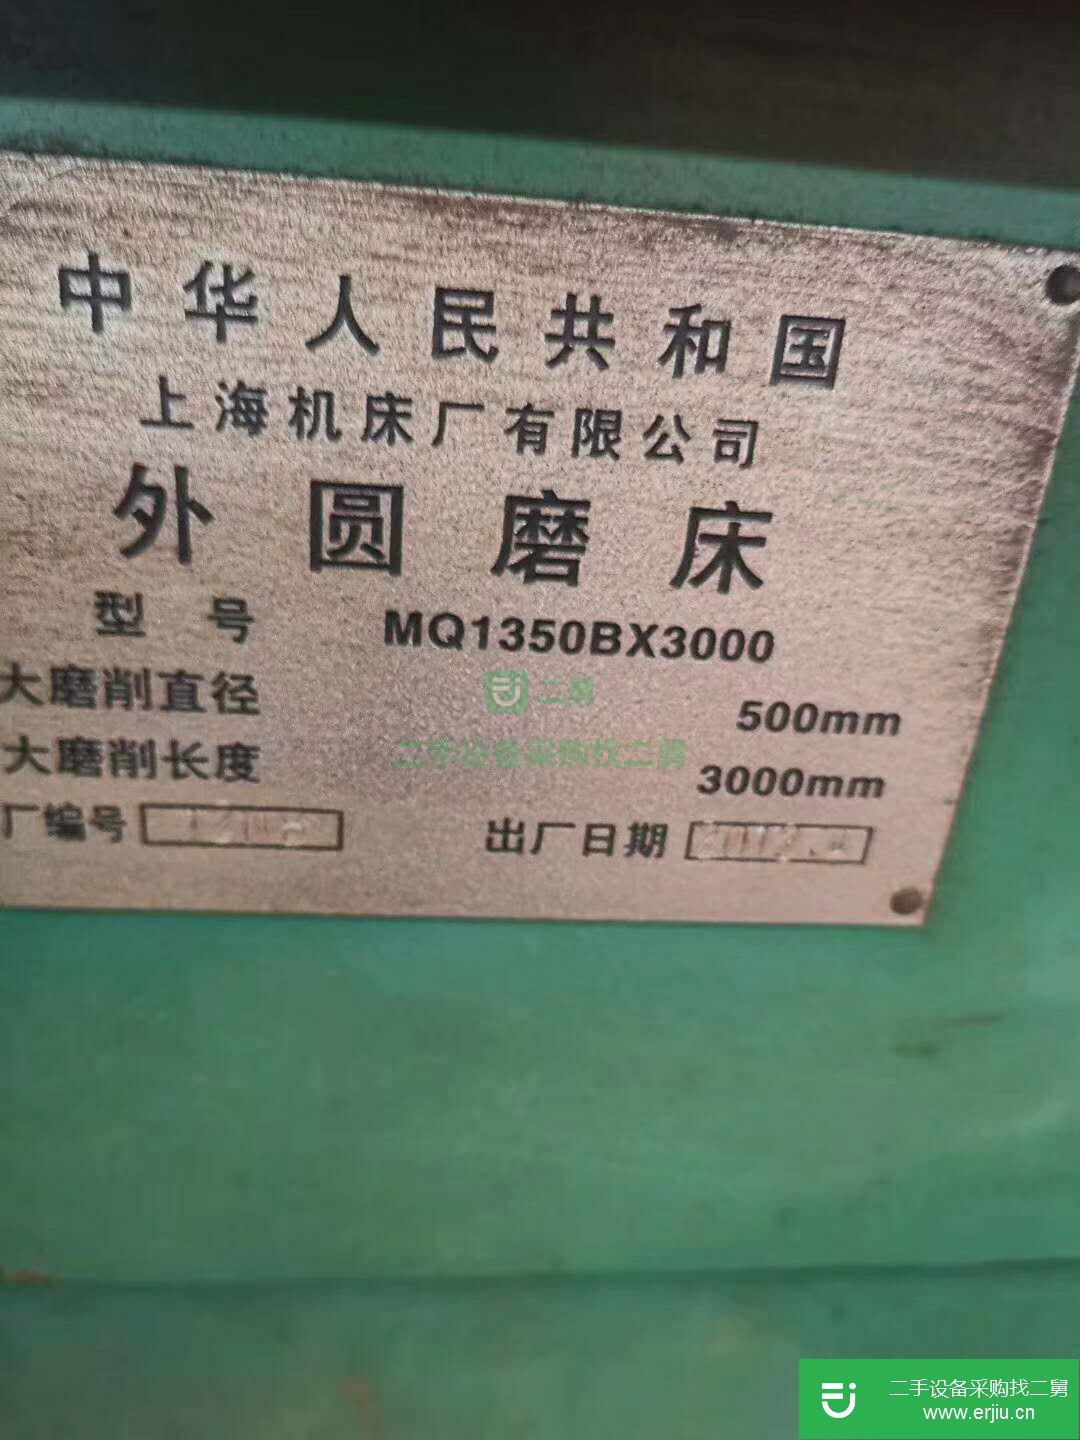 中华人民共和国
上海机床厂有限公司
外圆磨床
型号 MQ1350BX3000
大磨削直径 500mm
二舅
大磨削长度 3000mm
二手设备采购找二舅
厂编号 出厂日期
二手设备采购找二舅
www.erjiu.cn